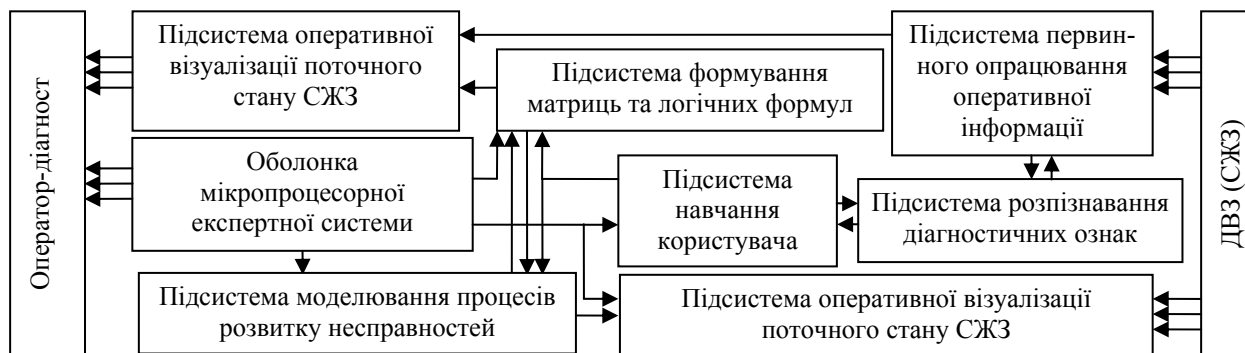 Оператор-діагност
Підсистема оперативної
візуалізації поточного
стану СЖЗ
Підсистема формування
матриць та логічних формул
Підсистема первин-
ного опрацювання
оперативної
інформації
ДВЗ (СЖЗ)
Оболонка
мікропроцесорної
експертної системи
Підсистема
навчання
користувача
Підсистема розпізнавання
діагностичних ознак
Підсистема моделювання процесів
розвитку несправностей
Підсистема оперативної візуалізації
поточного стану СЖЗ